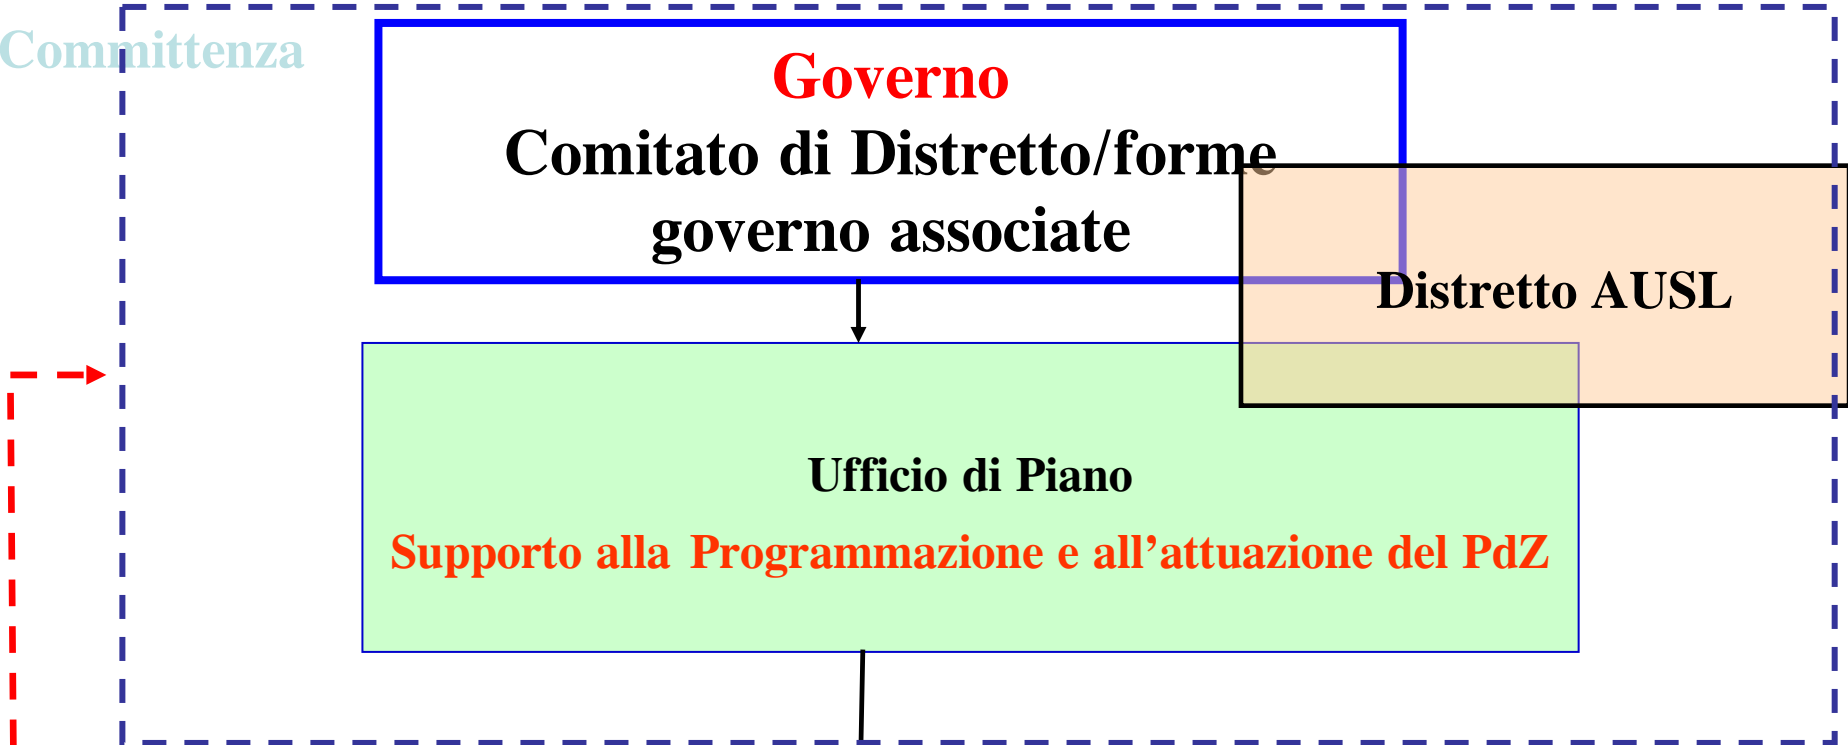 Committenza
Governo
Comitato di Distretto/forme
governo associate
Distretto AUSL
Ufficio di Piano
Supporto alla Programmazione e all’attuazione del PdZ